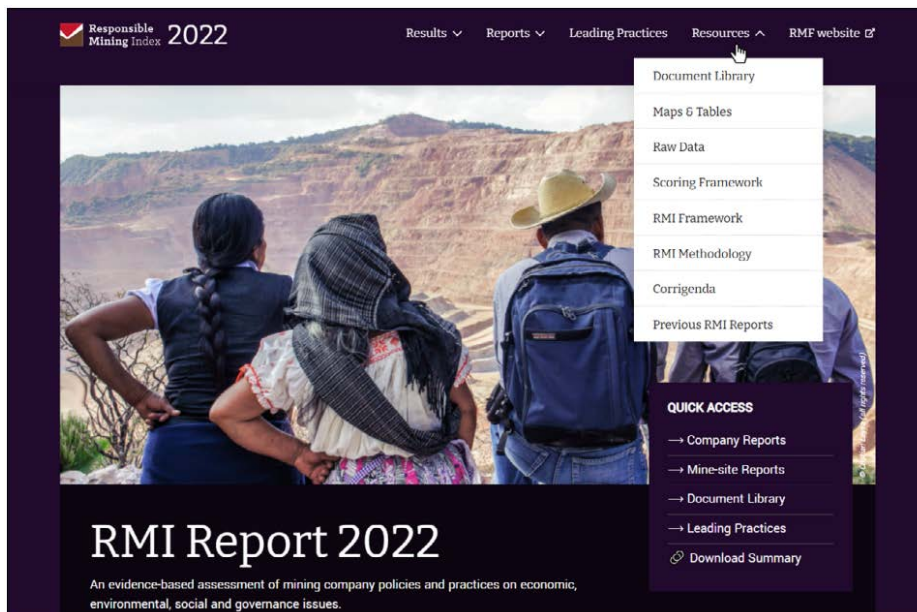 Responsible
Mining Index 2022
Results
Reports
Leading Practices
Resources
RMF website
Document Library
Maps & Tables
Raw Data
Scoring Framework
RMI Framework
RMI Methodology
Corrigenda
Previous RMI Reports
(all rights reserved)
QUICK ACCESS
→ Company Reports
→ Mine-site Reports
→ Document Library
→ Leading Practices
Download Summary
RMI Report 2022
An evidence-based assessment of mining company policies and practices on economic,
environmental, social and governance issues.